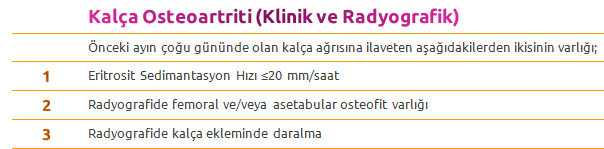 Kalça Osteoartriti (Klinik ve Radyografik)
Önceki ayın çoğu gününde olan kalça ağrısına ilaveten aşağıdakilerden ikisinin varlığı;
1 Eritrosit Sedimantasyon Hızı ≤20 mm/saat
2 Radyografide femoral ve/veya asetabular osteofit varlığı
3 Radyografide kalça ekleminde daralma